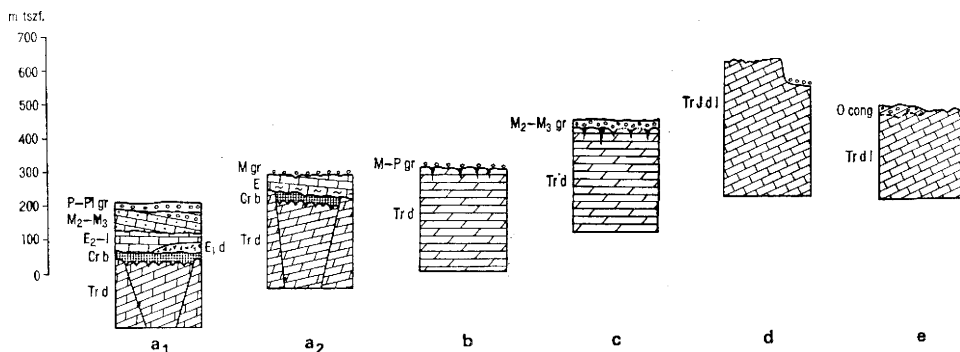 m tszf.
700
600
500
400
300
200
100
0
P-Pl gr
M₂-M₃
E₂-l
Cr b
Tr d
E₁ d
a₁
M gr
E
Cr b
Tr d
a₂
M-P gr
Tr d
b
M₂-M₃ gr
Tr d
c
Tr J d l
d
O cong
Tr d l
e